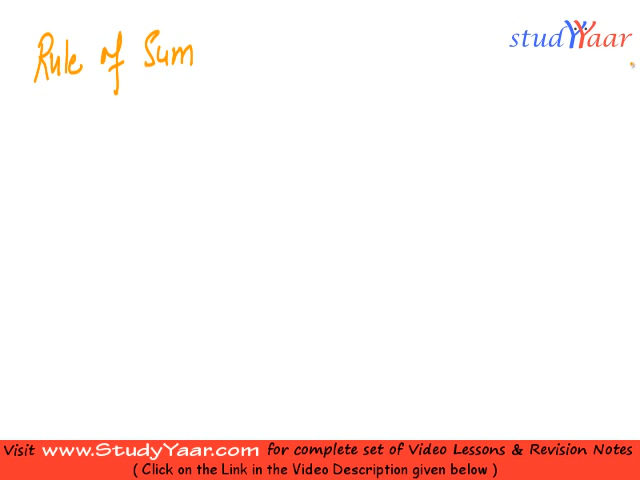 Rule of Sum
studYYaar
Visit www.StudyYaar.com for complete set of Video Lessons & Revision Notes
( Click on the Link in the Video Description given below )